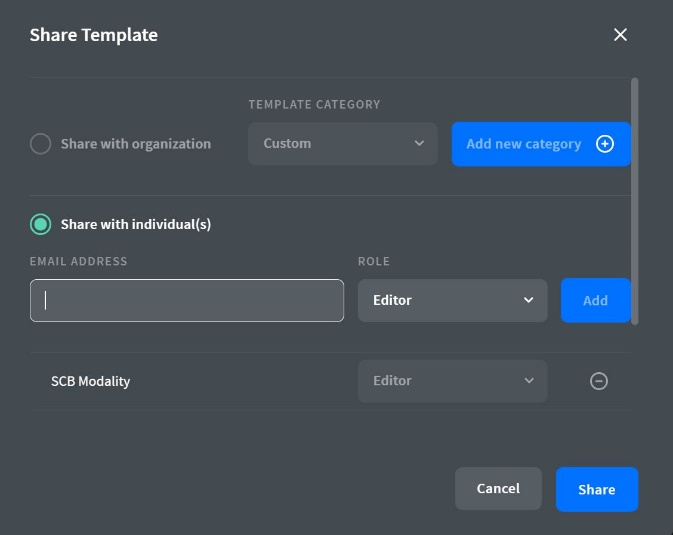 Share Template
TEMPLATE CATEGORY
Share with organization
Custom
Add new category
Share with individual(s)
EMAIL ADDRESS
ROLE
Editor
Add
SCB Modality
Editor
Cancel
Share